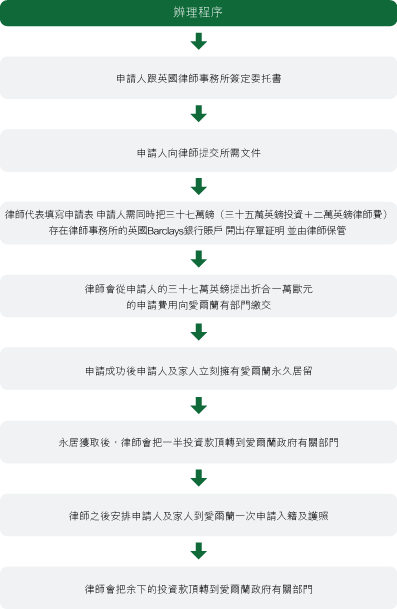 辦理程序
申請人跟英國律師事務所簽定委托書
申請人向律師提交所需文件
律師代表填寫申請表 申請人需同時把三十七萬鎊（三十五萬英鎊投資＋二萬英鎊律師費）
存在律師事務所的英國Barclays銀行賬戶 開出存單証明 並由律師保管
律師會從申請人的三十七萬英鎊提出折合一萬歐元
的申請費用向愛爾蘭有部門繳交
申請成功後申請人及家人立刻擁有愛爾蘭永久居留
永居獲取後，律師會把一半投資款項轉到愛爾蘭政府有關部門
律師之後安排申請人及家人到愛爾蘭一次申請入籍及護照
律師會把余下的投資款項轉到愛爾蘭政府有關部門